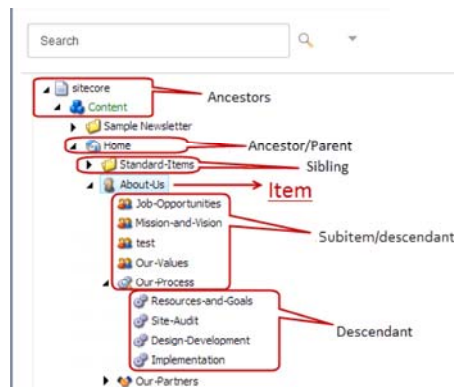 Search
sitecore
Ancestors
Content
Sample Newsletter
Home
Ancestor/Parent
Standard-Items
Sibling
About-Us
Item
Job-Opportunities
Mission-and-Vision
test
Subitem/descendant
Our-Values
Our-Process
Resources-and-Goals
Site-Audit
Descendant
Design-Development
Implementation
Our-Partners